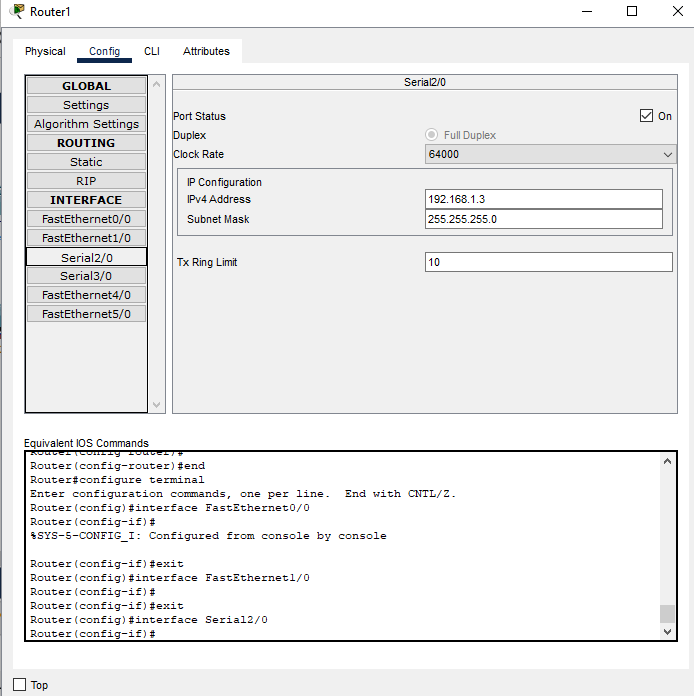 Router1
Physical Config CLI Attributes
GLOBAL
Settings
Algorithm Settings
ROUTING
Static
RIP
INTERFACE
FastEthernet0/0
FastEthernet1/0
Serial2/0
Serial3/0
FastEthernet4/0
FastEthernet5/0
Serial2/0
Port Status On
Duplex Full Duplex
Clock Rate 64000
IP Configuration
IPv4 Address 192.168.1.3
Subnet Mask 255.255.255.0
Tx Ring Limit 10
Equivalent IOS Commands
Router(config-router)#
Router(config-router)#end
Router#configure terminal
Enter configuration commands, one per line. End with CNTL/Z.
Router(config)#interface FastEthernet0/0
Router(config-if)#
%SYS-5-CONFIG_I: Configured from console by console
Router(config-if)#exit
Router(config)#interface FastEthernet1/0
Router(config-if)#
Router(config-if)#exit
Router(config)#interface Serial2/0
Router(config-if)#
Top